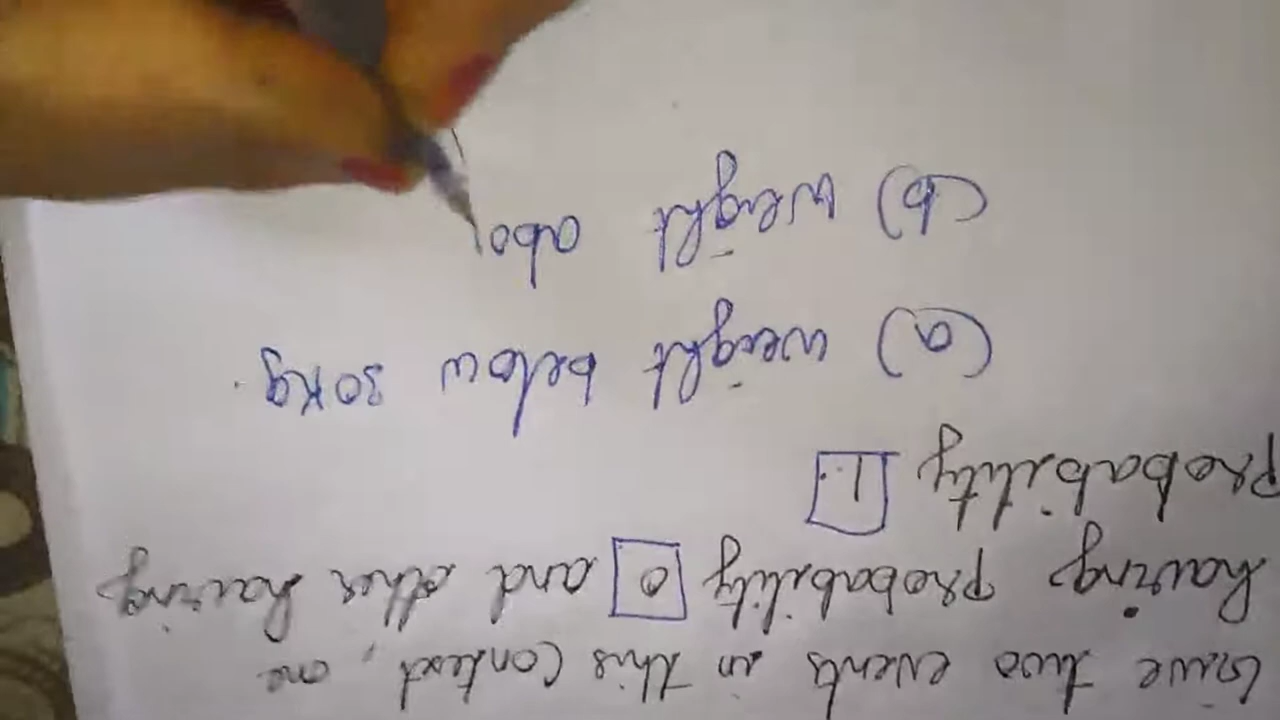 Give two events in this context, one
having probability 0 and other having
probability 1.
(a) weight below 30kg.
(b) weight abo